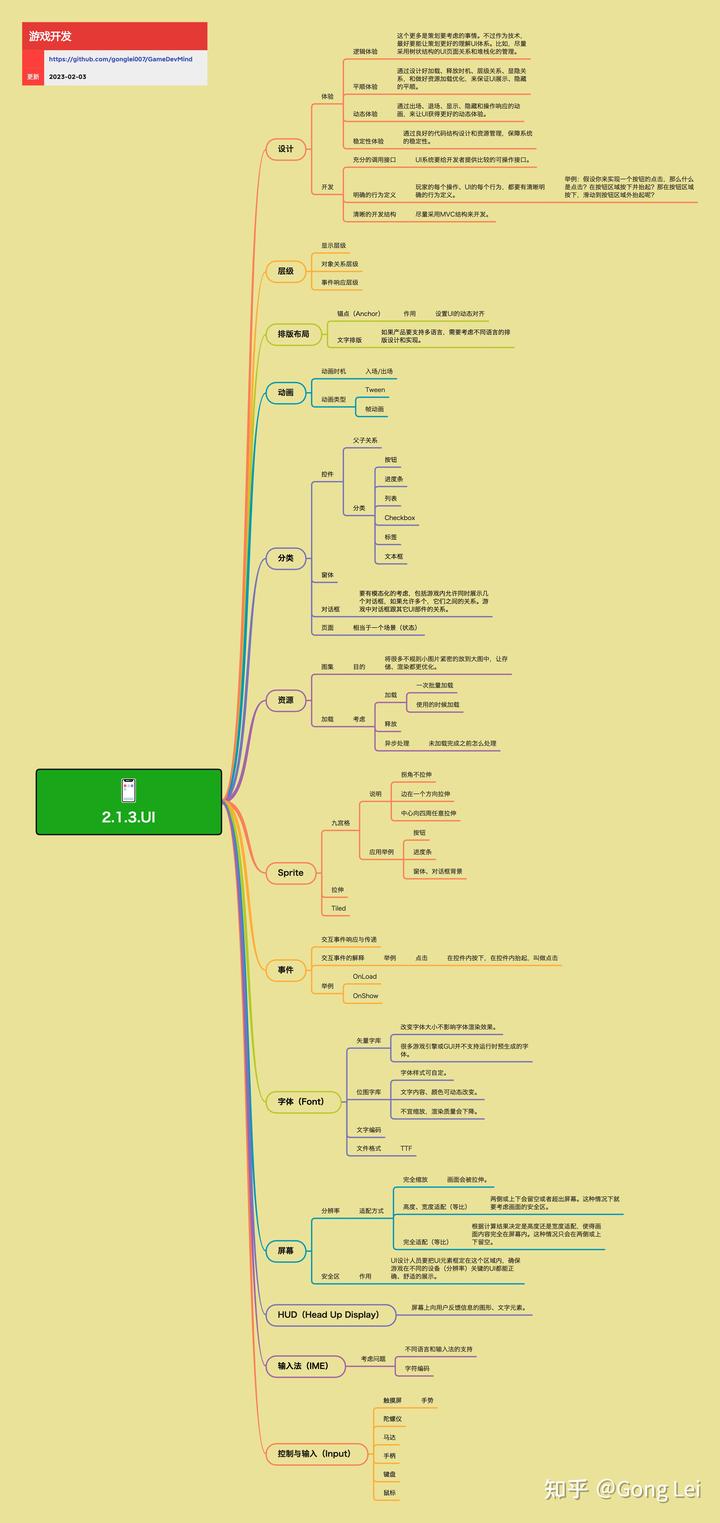 游戏开发
https://github.com/gonglei007/GameDevMind
更新 2023-02-03
2.1.3.UI
设计
体验
逻辑体验
这个更多是策划要考虑的事情。不过作为技术，
最好要能让策划更好的理解UI体系。比如，尽量
采用树状结构的UI页面关系和堆栈化的管理。
平顺体验
通过设计好加载、释放时机、层级关系、显隐关
系，和做好资源加载优化，来保证UI展示、隐藏
的平顺。
动态体验
通过出场、退场、显示、隐藏和操作响应的动
画，来让UI获得更好的动态体验。
稳定性体验
通过良好的代码结构设计和资源管理，保障系统
的稳定性。
开发
充分的调用接口
UI系统要给开发者提供比较的可操作接口。
明确的行为定义
玩家的每个操作、UI的每个行为，都要有清晰明
确的行为定义。
举例：假设你来实现一个按钮的点击，那么什么
是点击？在按钮区域按下并抬起？那在按钮区域
按下，滑动到按钮区域外抬起呢？
清晰的开发结构
尽量采用MVC结构来开发。
层级
显示层级
对象关系层级
事件响应层级
排版布局
锚点（Anchor）
作用
设置UI的动态对齐
文字排版
如果产品要支持多语言，需要考虑不同语言的排
版设计和实现。
动画
动画时机
入场/出场
动画类型
Tween
帧动画
分类
控件
父子关系
分类
按钮
进度条
列表
Checkbox
标签
文本框
窗体
对话框
要有模态化的考虑，包括游戏内允许同时展示几
个对话框，如果允许多个，它们之间的关系。游
戏中对话框跟其它UI部件的关系。
页面
相当于一个场景（状态）
资源
图集
目的
将很多不规则小图片紧密的放到大图中，让存
储、渲染都更优化。
加载
考虑
加载
一次批量加载
使用的时候加载
释放
异步处理
未加载完成之前怎么处理
Sprite
九宫格
说明
拐角不拉伸
边在一个方向拉伸
中心向四周任意拉伸
应用举例
按钮
进度条
窗体、对话框背景
拉伸
Tiled
事件
交互事件响应与传递
交互事件的解释
举例
点击
在控件内按下，在控件内抬起，叫做点击
举例
OnLoad
OnShow
字体（Font）
矢量字库
改变字体大小不影响字体渲染效果。
很多游戏引擎或GUI并不支持运行时预生成的字
体。
位图字库
字体样式可自定。
文字内容、颜色可动态改变。
不宜缩放，渲染质量会下降。
文字编码
文件格式
TTF
屏幕
分辨率
适配方式
完全缩放
画面会被拉伸。
高度、宽度适配（等比）
两侧或上下会留空或者超出屏幕。这种情况下就
要考虑画面的安全区。
完全适配（等比）
根据计算结果决定是高度还是宽度适配，使得画
面内容完全在屏幕内。这种情况只会在两侧或上
下留空。
安全区
作用
UI设计人员要把UI元素框定在这个区域内，确保
游戏在不同的设备（分辨率）关键的UI都能正
确、舒适的展示。
HUD（Head Up Display）
屏幕上向用户反馈信息的图形、文字元素。
输入法（IME）
考虑问题
不同语言和输入法的支持
字符编码
控制与输入（Input）
触摸屏
手势
陀螺仪
马达
手柄
键盘
鼠标
知乎 @Gong Lei